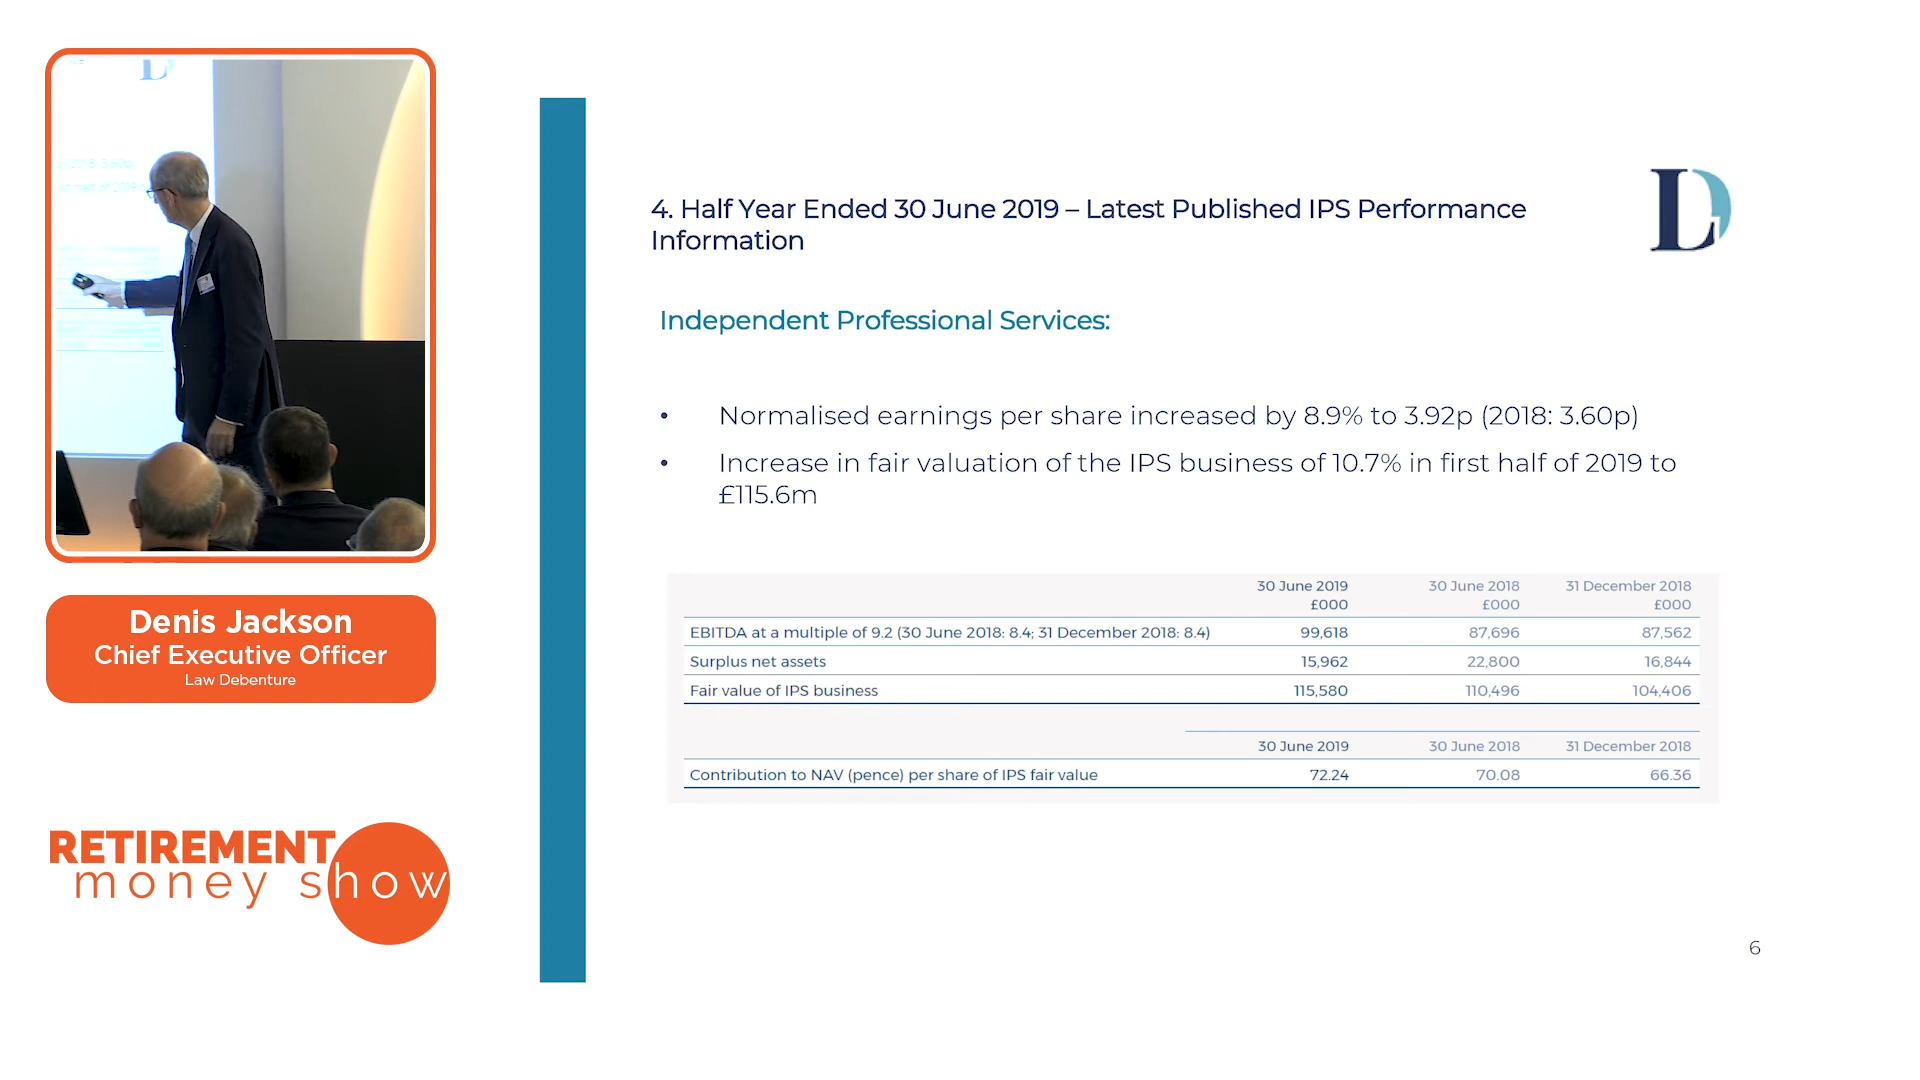 4. Half Year Ended 30 June 2019 – Latest Published IPS Performance
Information
LD
Independent Professional Services:
• Normalised earnings per share increased by 8.9% to 3.92p (2018: 3.60p)
• Increase in fair valuation of the IPS business of 10.7% in first half of 2019 to
£115.6m
30 June 2019 30 June 2018 31 December 2018
£000 £000 £000
EBITDA at a multiple of 9.2 (30 June 2018: 8.4; 31 December 2018: 8.4) 99,618 87,696 87,562
Surplus net assets 15,962 22,800 16,844
Fair value of IPS business 115,580 110,496 104,406
30 June 2019 30 June 2018 31 December 2018
Contribution to NAV (pence) per share of IPS fair value 72.24 70.08 66.36
6
Denis Jackson
Chief Executive Officer
Law Debenture
RETIREMENT
money show